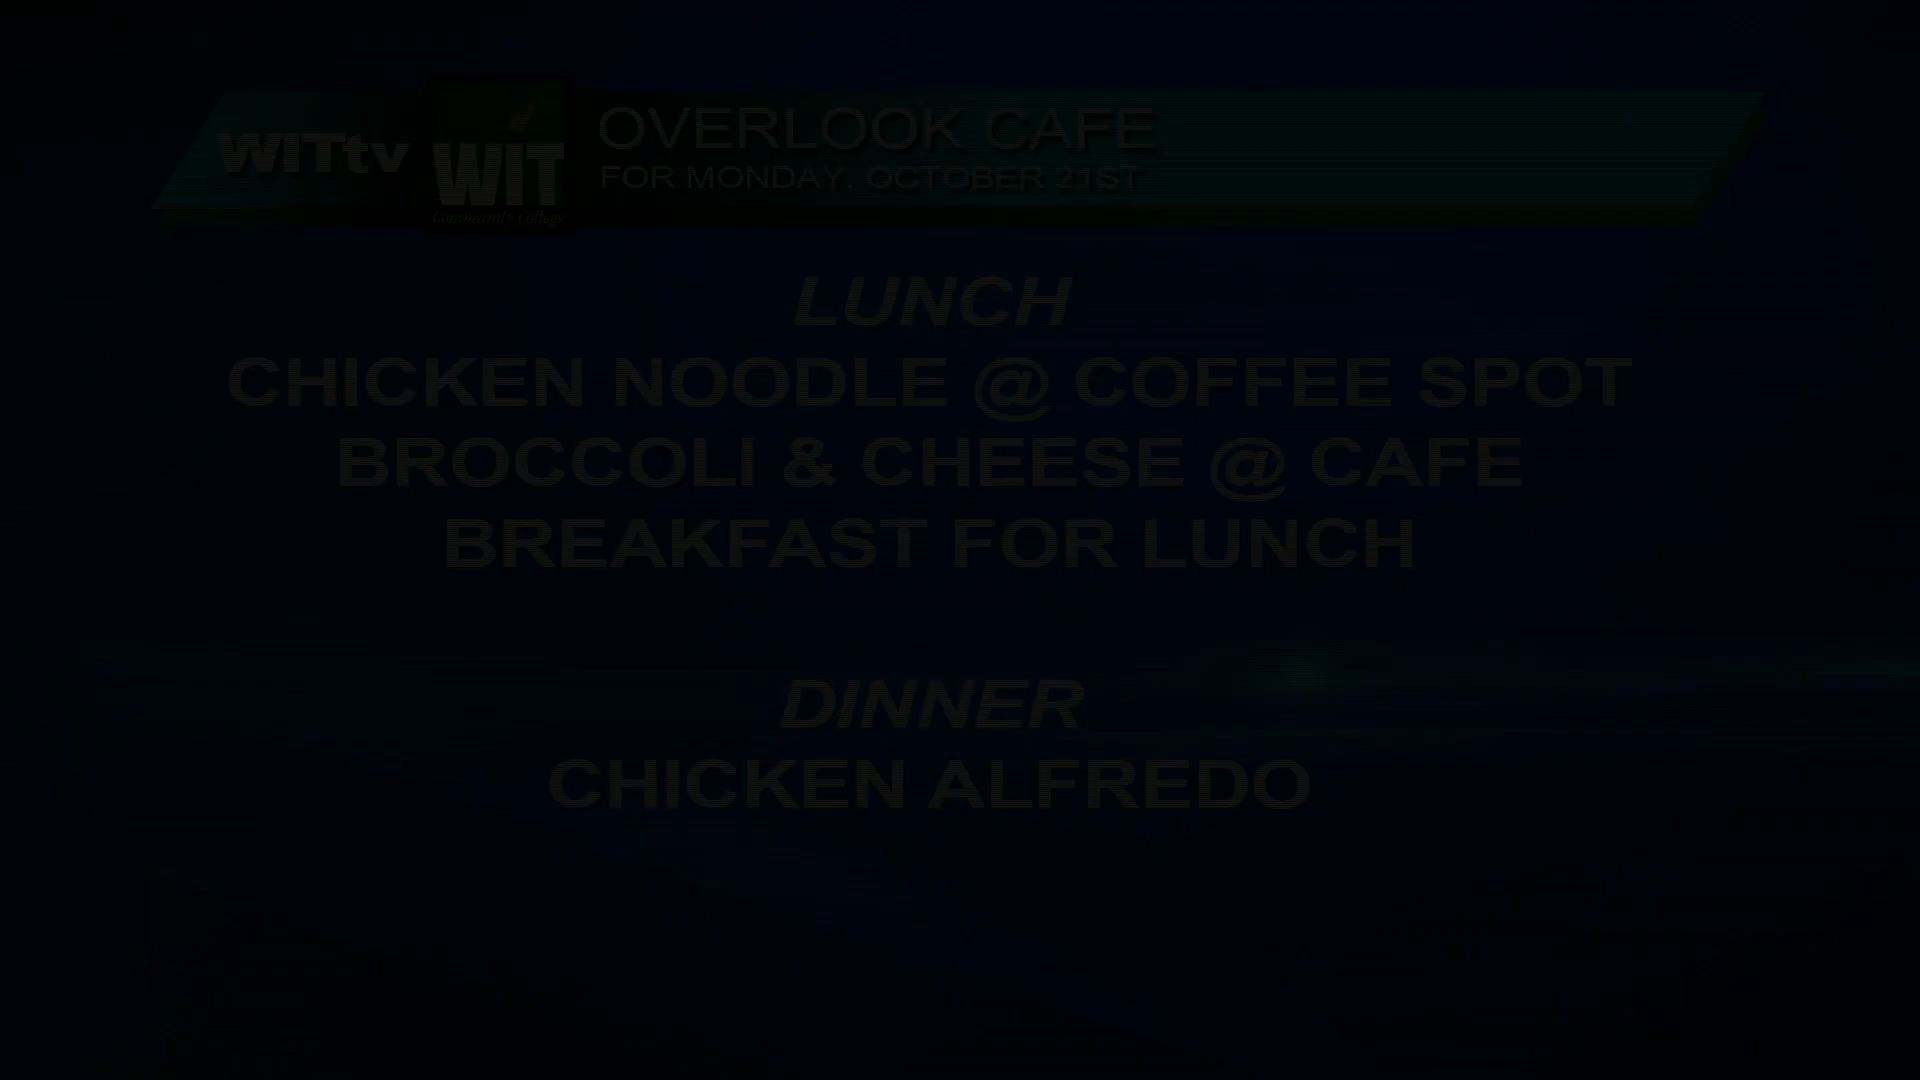 WITtv
WIT
Community College
OVERLOOK CAFE
FOR MONDAY, OCTOBER 21ST
LUNCH
CHICKEN NOODLE @ COFFEE SPOT
BROCCOLI & CHEESE @ CAFE
BREAKFAST FOR LUNCH
DINNER
CHICKEN ALFREDO